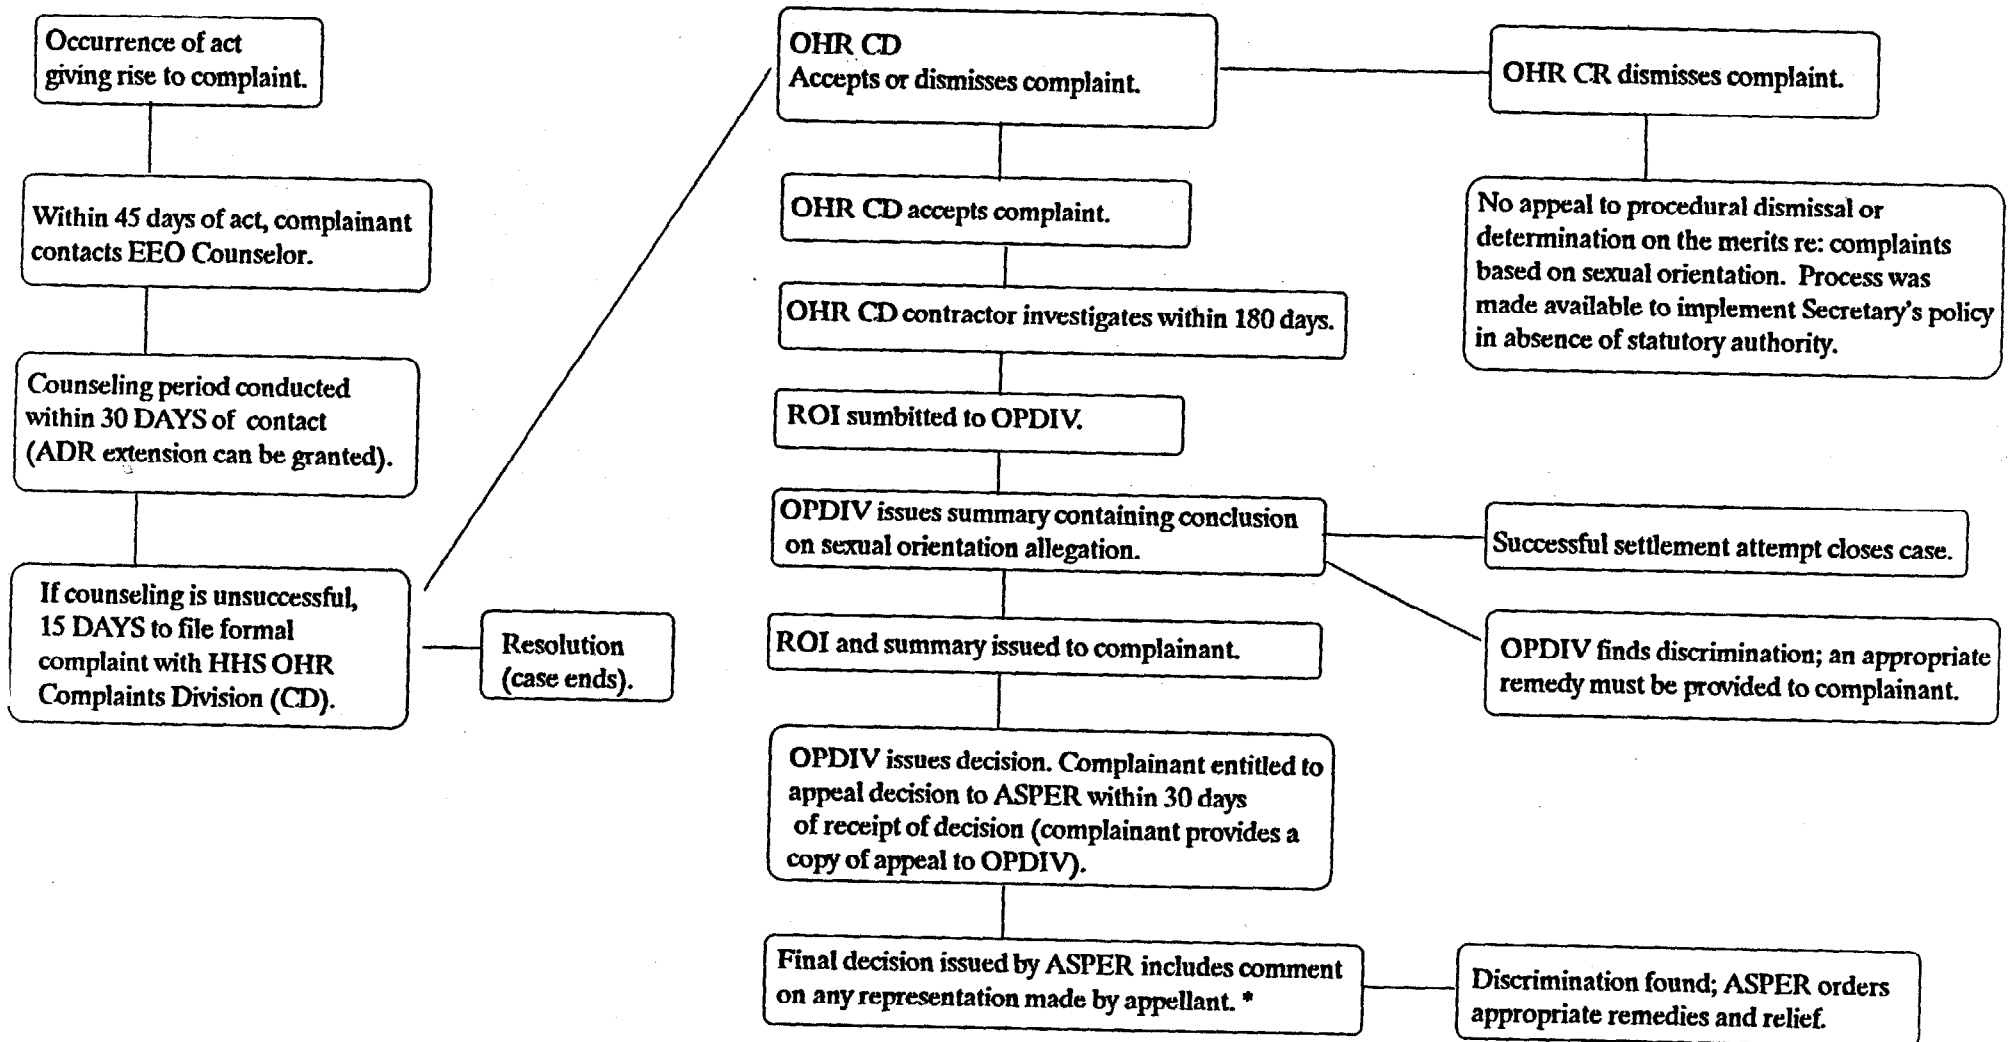 Occurrence of act
giving rise to complaint.
Within 45 days of act, complainant
contacts EEO Counselor.
Counseling period conducted
within 30 DAYS of contact
(ADR extension can be granted).
If counseling is unsuccessful,
15 DAYS to file formal
complaint with HHS OHR
Complaints Division (CD).
Resolution
(case ends).
OHR CD
Accepts or dismisses complaint.
OHR CR dismisses complaint.
No appeal to procedural dismissal or
determination on the merits re: complaints
based on sexual orientation. Process was
made available to implement Secretary's policy
in absence of statutory authority.
OHR CD accepts complaint.
OHR CD contractor investigates within 180 days.
ROI sumbitted to OPDIV.
OPDIV issues summary containing conclusion
on sexual orientation allegation.
Successful settlement attempt closes case.
OPDIV finds discrimination; an appropriate
remedy must be provided to complainant.
ROI and summary issued to complainant.
OPDIV issues decision. Complainant entitled to
appeal decision to ASPER within 30 days
of receipt of decision (complainant provides a
copy of appeal to OPDIV).
Final decision issued by ASPER includes comment
on any representation made by appellant. *
Discrimination found; ASPER orders
appropriate remedies and relief.